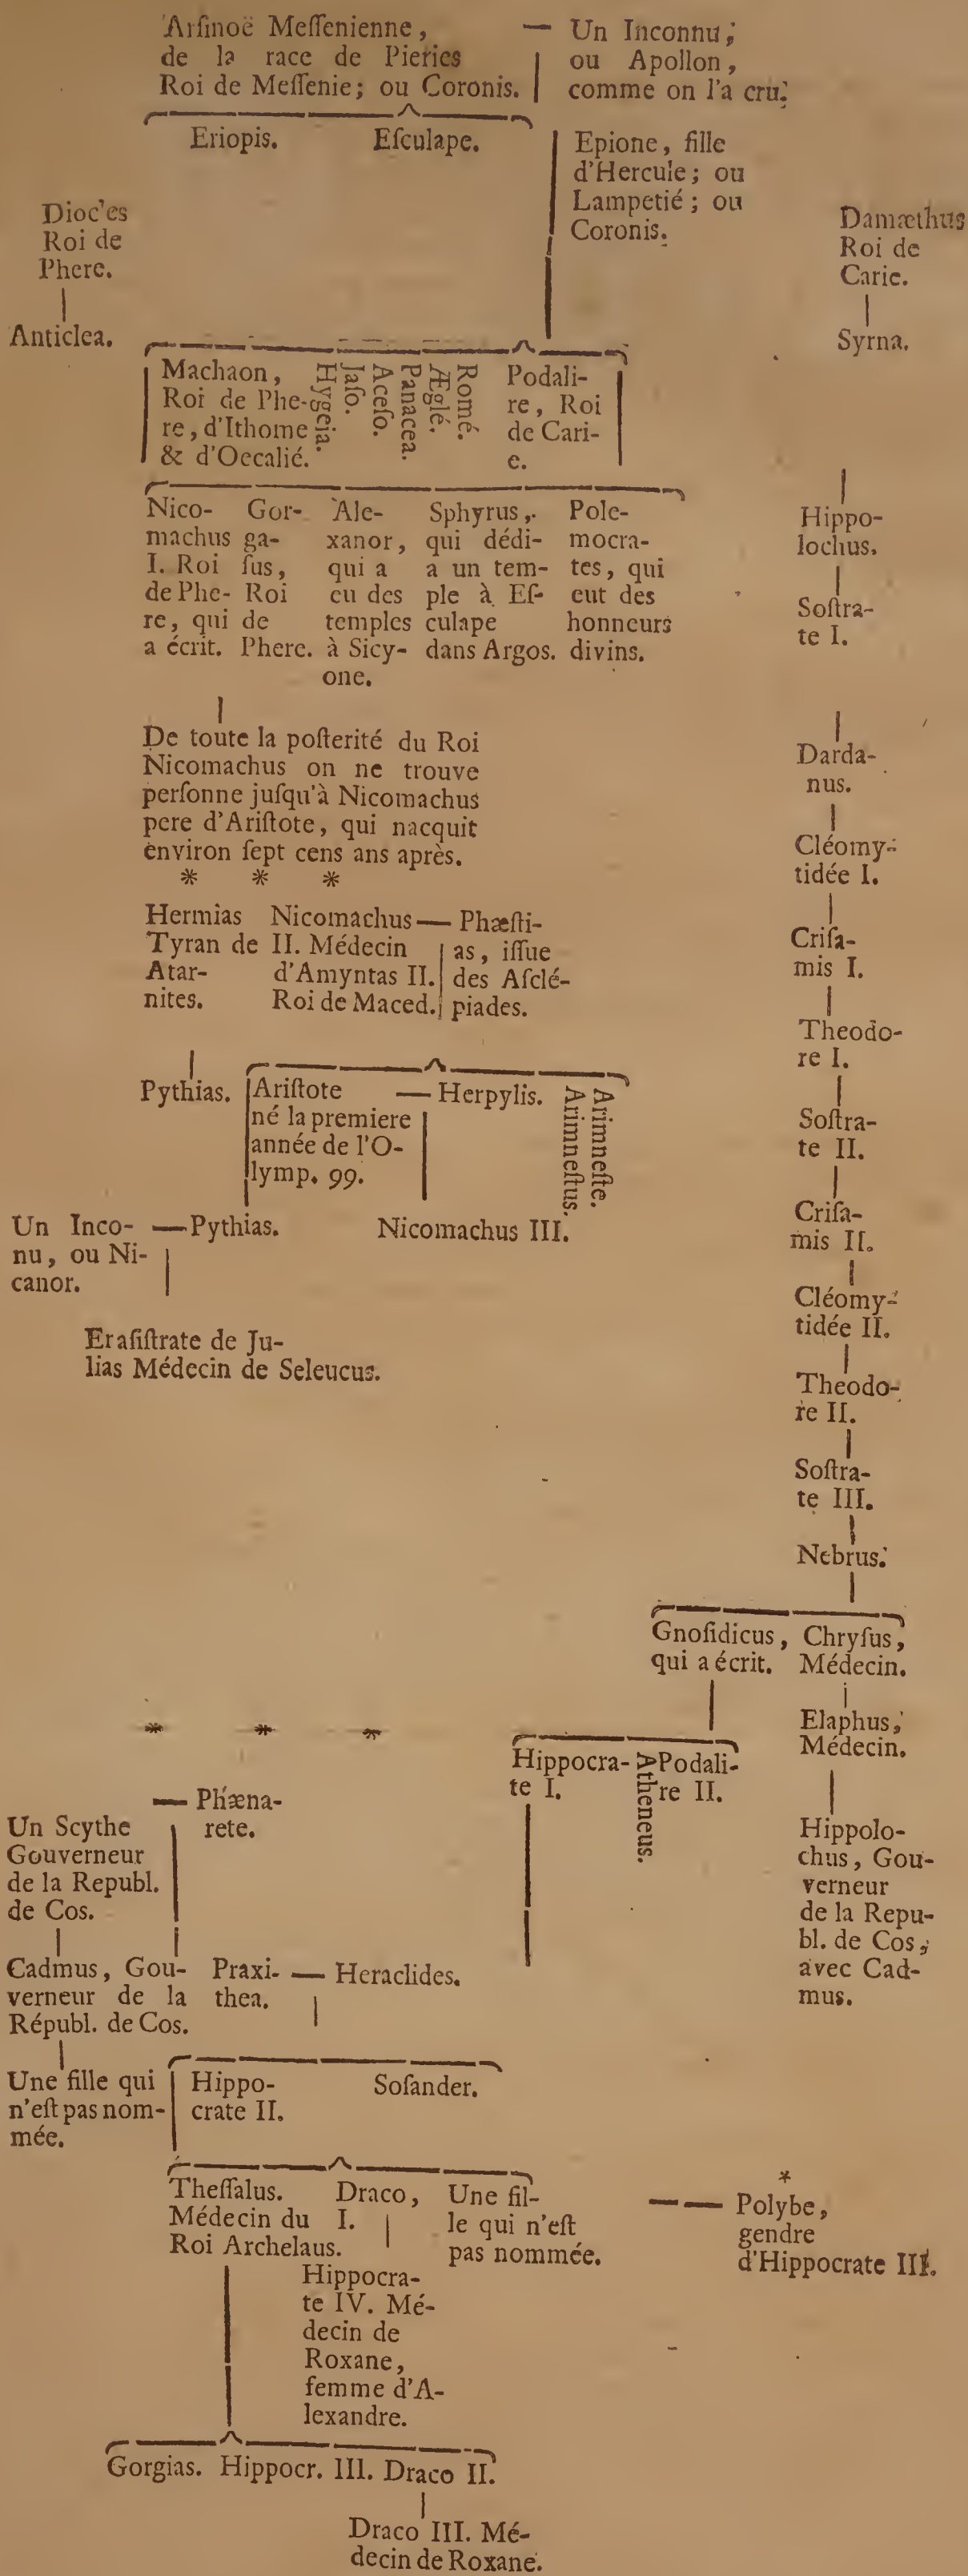 Arſinoë Meſſenienne,
de la race de Pieries
Roi de Meſſenie; ou Coronis.
— Un Inconnu;
ou Apollon,
comme on l'a cru.
Eriopis. Eſculape.
Epione, fille
d'Hercule; ou
Lampetié; ou
Coronis.
Dioc'es
Roi de
Phere.
Anticlea.
Damæthus
Roi de
Carie.
Syrna.
Machaon,
Roi de Phe-
re, d'Ithome
& d'Oecalié.
Hygeia.
Jaſo.
Aceſo.
Panacea.
Æglé.
Romé.
Podali-
re, Roi
de Cari-
e.
Nico-
machus
I. Roi
de Phe-
re, qui
a écrit.
Gor-
ga-
ſus,
Roi
de
Phere.
Ale-
xanor,
qui a
eu des
temples
à Sicy-
one.
Sphyrus,
qui dédi-
a un tem-
ple à Eſ-
culape
dans Argos.
Pole-
mocra-
tes, qui
eut des
honneurs
divins.
Hippo-
lochus.
Soſtra-
te I.
De toute la poſterité du Roi
Nicomachus on ne trouve
perſonne juſqu'à Nicomachus
pere d'Ariſtote, qui nacquit
environ ſept cens ans après.
* * *
Darda-
nus.
Cléomy-
tidée I.
Criſa-
mis I.
Theodo-
re I.
Soſtra-
te II.
Criſa-
mis II.
Cléomy-
tidée II.
Theodo-
re II.
Soſtra-
te III.
Nebrus.
Hermias
Tyran de
Atar-
nites.
Nicomachus
II. Médecin
d'Amyntas II.
Roi de Maced.
— Phæſti-
as, iſſue
des Aſclé-
piades.
Pythias.
Ariſtote
né la premiere
année de l'O-
lymp. 99.
— Herpylis.
Arimneſtus.
Arimneſte.
Un Inco-
nu, ou Ni-
canor.
— Pythias.
Nicomachus III.
Eraſiſtrate de Ju-
lias Médecin de Seleucus.
Gnoſidicus,
qui a écrit.
Chryſus,
Médecin.
Elaphus,
Médecin.
Hippolo-
chus, Gou-
verneur
de la Repu-
bl. de Cos,
avec Cad-
mus.
* * *
Hippocra-
te I.
Atheneus.
Podali-
re II.
Un Scythe
Gouverneur
de la Republ.
de Cos.
— Phæna-
rete.
Cadmus, Gou-
verneur de la
Républ. de Cos.
Praxi-
thea.
— Heraclides.
Une fille qui
n'eſt pas nom-
mée.
Hippo-
crate II.
Soſander.
Theſſalus.
Médecin du
Roi Archelaus.
Draco,
I.
Une fil-
le qui n'eſt
pas nommée.
*
— — Polybe,
gendre
d'Hippocrate III.
Hippocra-
te IV. Mé-
decin de
Roxane,
femme d'A-
lexandre.
Gorgias. Hippocr. III. Draco II.
Draco III. Mé-
decin de Roxane.